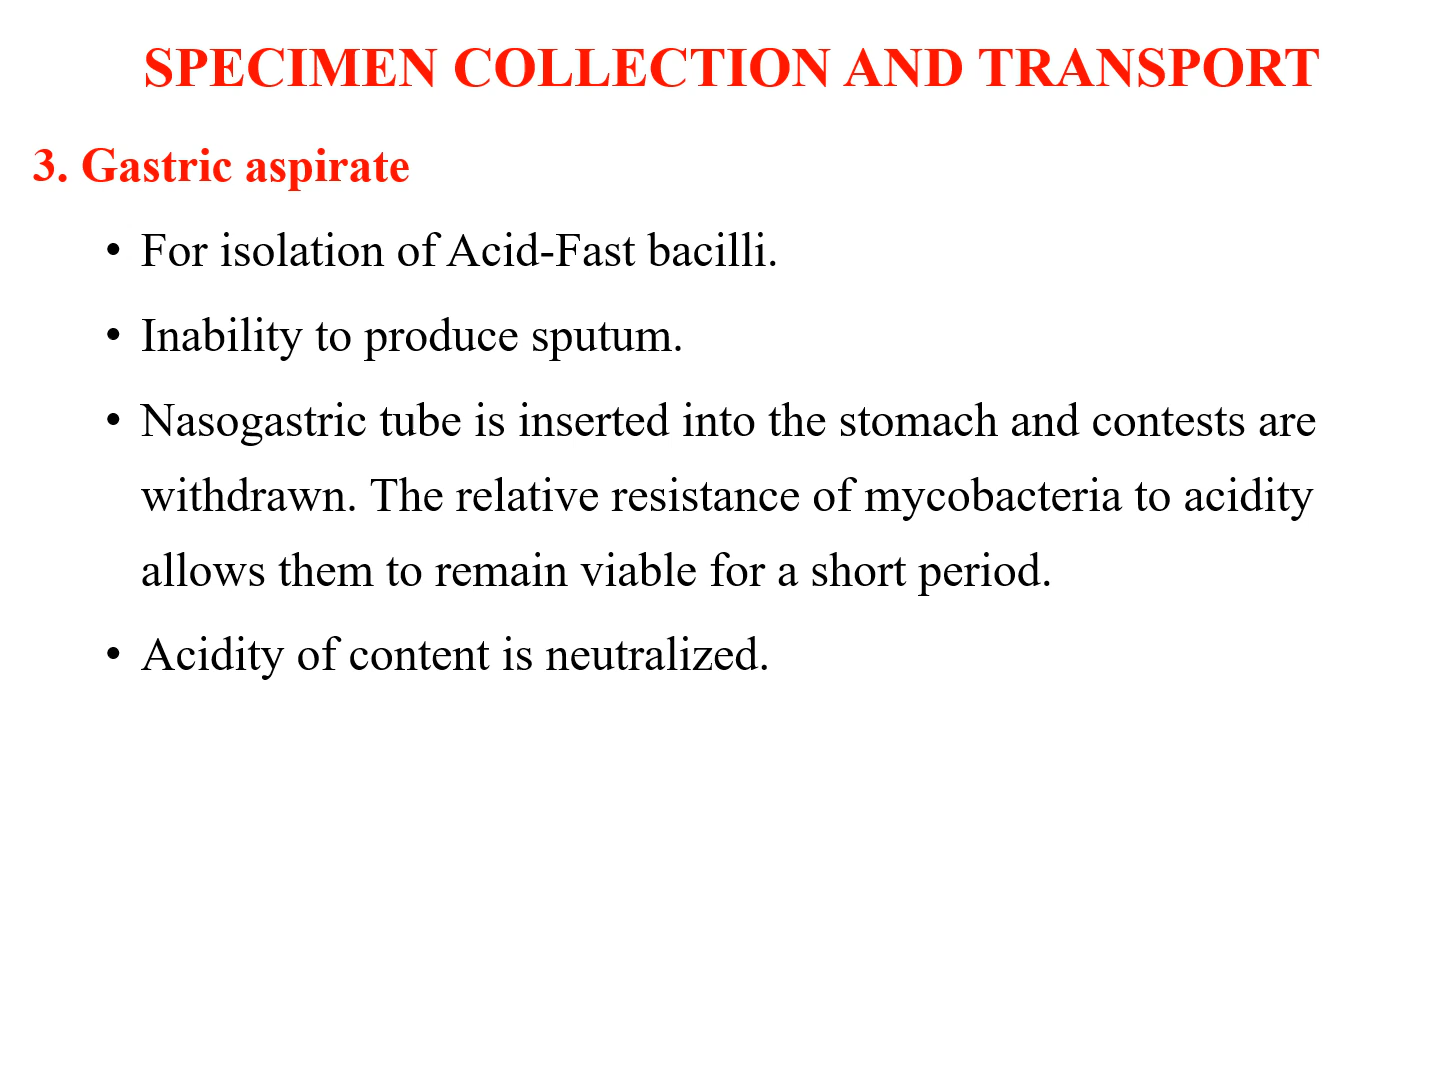 SPECIMEN COLLECTION AND TRANSPORT
3. Gastric aspirate
• For isolation of Acid-Fast bacilli.
• Inability to produce sputum.
• Nasogastric tube is inserted into the stomach and contests are
withdrawn. The relative resistance of mycobacteria to acidity
allows them to remain viable for a short period.
• Acidity of content is neutralized.